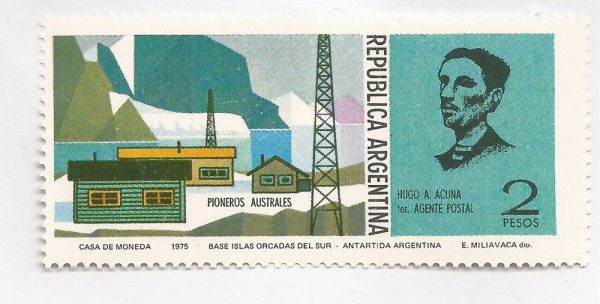 REPUBLICA ARGENTINA
PIONEROS AUSTRALES
HUGO A. ACUÑA
1er. AGENTE POSTAL
2
PESOS
CASA DE MONEDA - 1975 - BASE ISLAS ORCADAS DEL SUR - ANTARTIDA ARGENTINA - E. MILIAVACA dib.